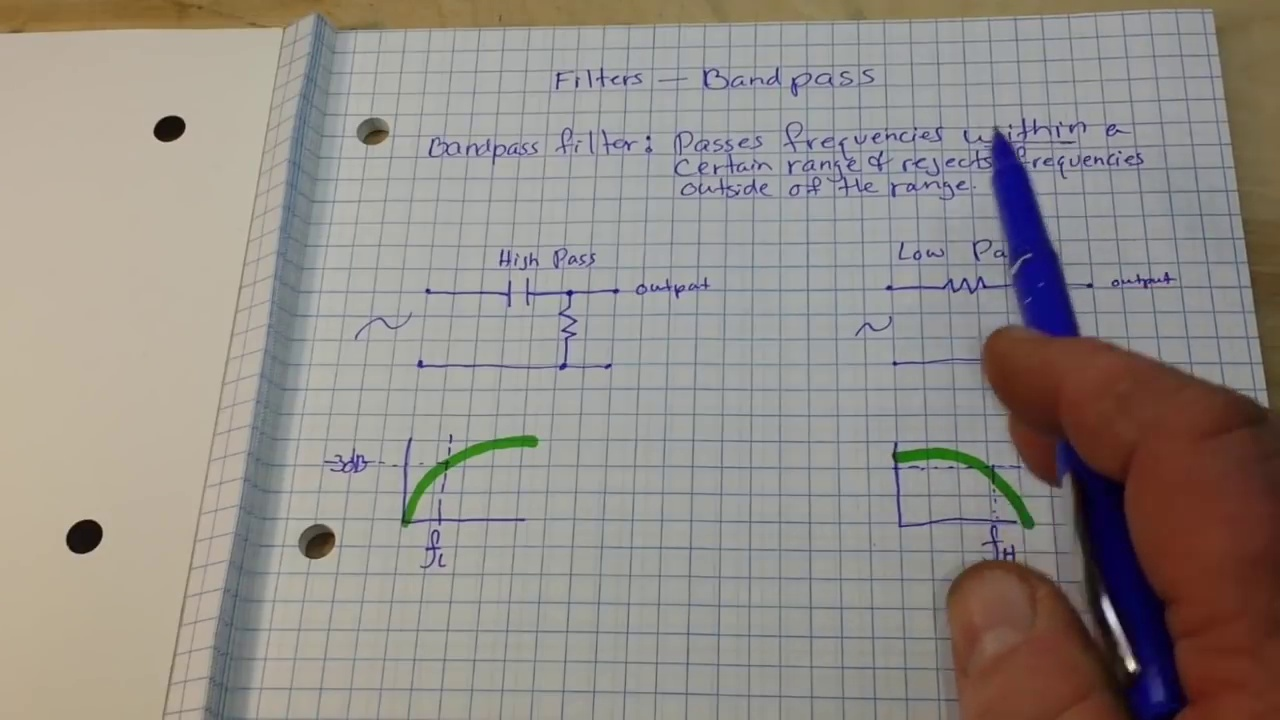 Filters — Bandpass
Bandpass filter: Passes frequencies within a
certain range & rejects frequencies
outside of the range.
High Pass
Low Pa
output
output
-3dB
fL
fH